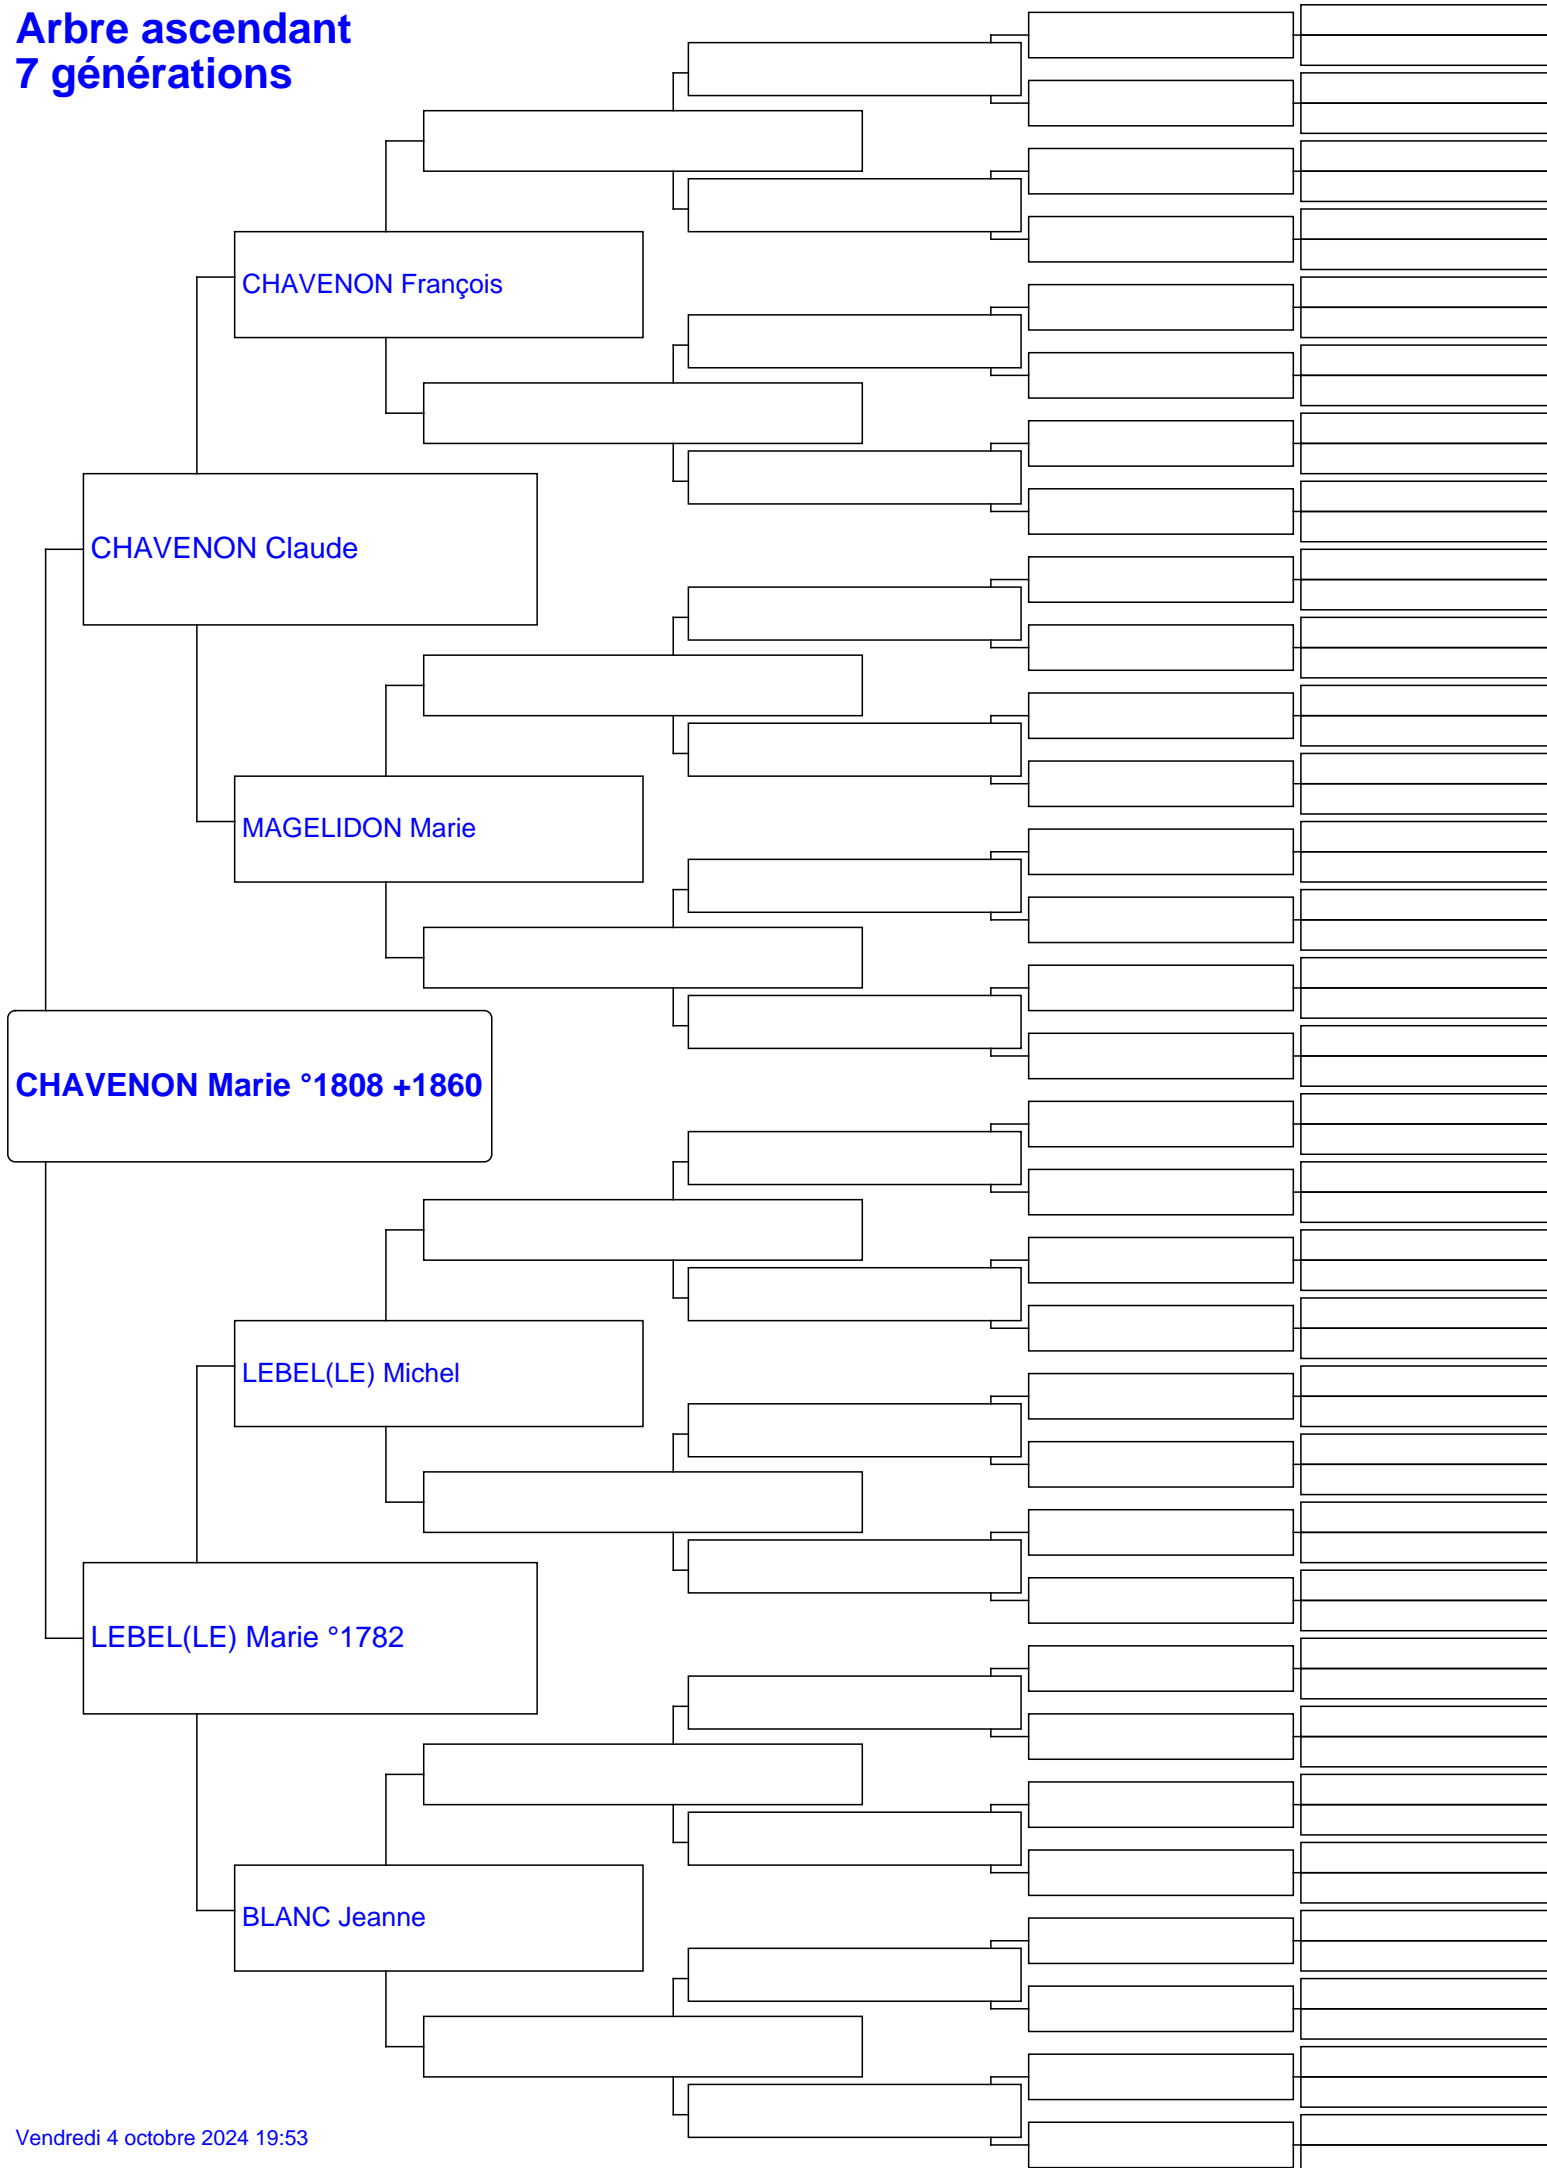 Arbre ascendant
7 générations
CHAVENON François
CHAVENON Claude
MAGELIDON Marie
CHAVENON Marie °1808 +1860
LEBEL(LE) Michel
LEBEL(LE) Marie °1782
BLANC Jeanne
Vendredi 4 octobre 2024 19:53